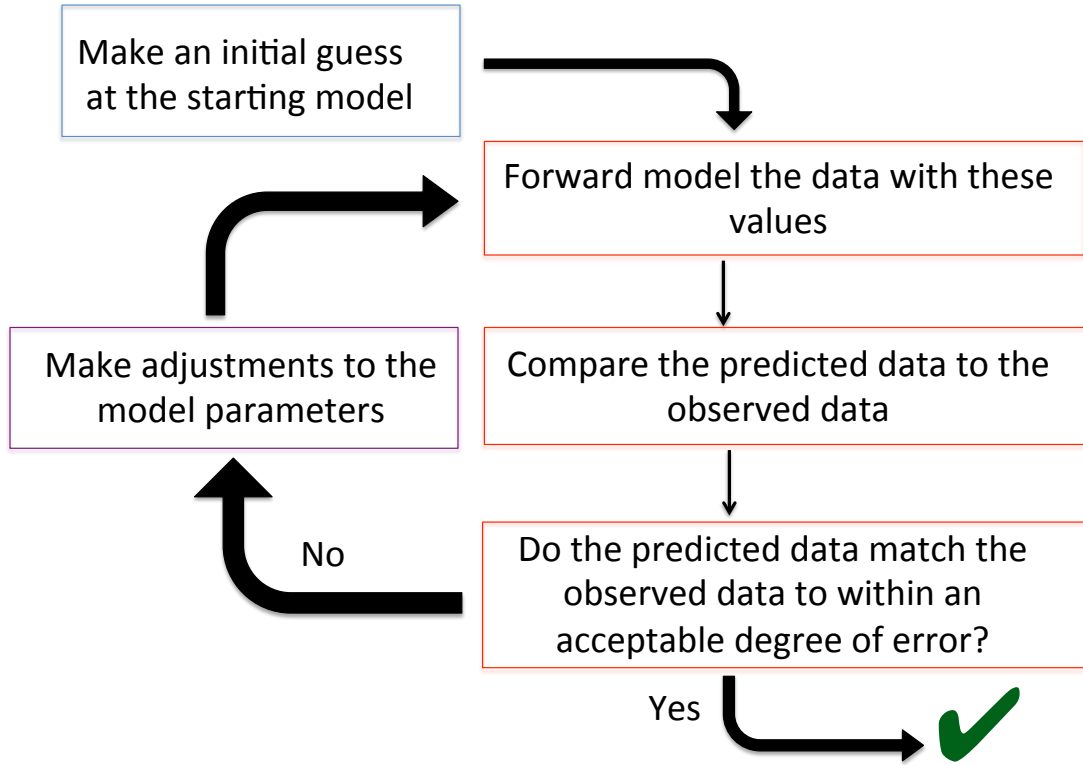 Make an initial guess
at the starting model
Forward model the data with these
values
Compare the predicted data to the
observed data
Do the predicted data match the
observed data to within an
acceptable degree of error?
No
Make adjustments to the
model parameters
Yes